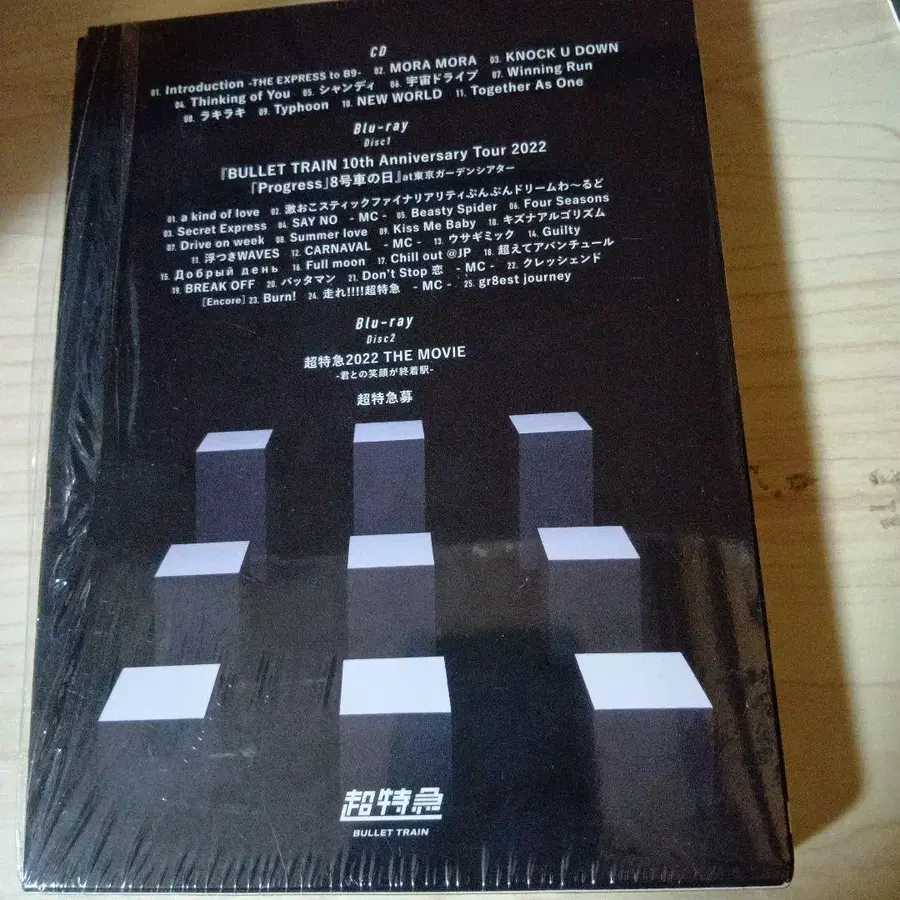 CD
01. Introduction -THE EXPRESS to B9- 02. MORA MORA 03. KNOCK U DOWN
04. Thinking of You 05. シャンディ 06. 宇宙ドライブ 07. Winning Run
08. ラキラキ 09. Typhoon 10. NEW WORLD 11. Together As One
Blu-ray
Disc1
『BULLET TRAIN 10th Anniversary Tour 2022
「Progress」8号車の日』at東京ガーデンシアター
01. a kind of love 02. 激おこスティックファイナリアリティぷんぷんドリームわ〜るど
03. Secret Express 04. SAY NO - MC - 05. Beasty Spider 06. Four Seasons
07. Drive on week 08. Summer love 09. Kiss Me Baby 10. キズナアルゴリズム
11. 浮つきWAVES 12. CARNAVAL - MC - 13. ウサギミック 14. Guilty
15. Добрый день 16. Full moon 17. Chill out @JP 18. 超えてアバンチュール
19. BREAK OFF 20. バッタマン 21. Don't Stop 恋 - MC - 22. クレッシェンド
[Encore] 23. Burn! 24. 走れ!!!!超特急 - MC - 25. gr8est journey
Blu-ray
Disc2
超特急2022 THE MOVIE
-君との笑顔が終着駅-
超特急募
超特急
BULLET TRAIN